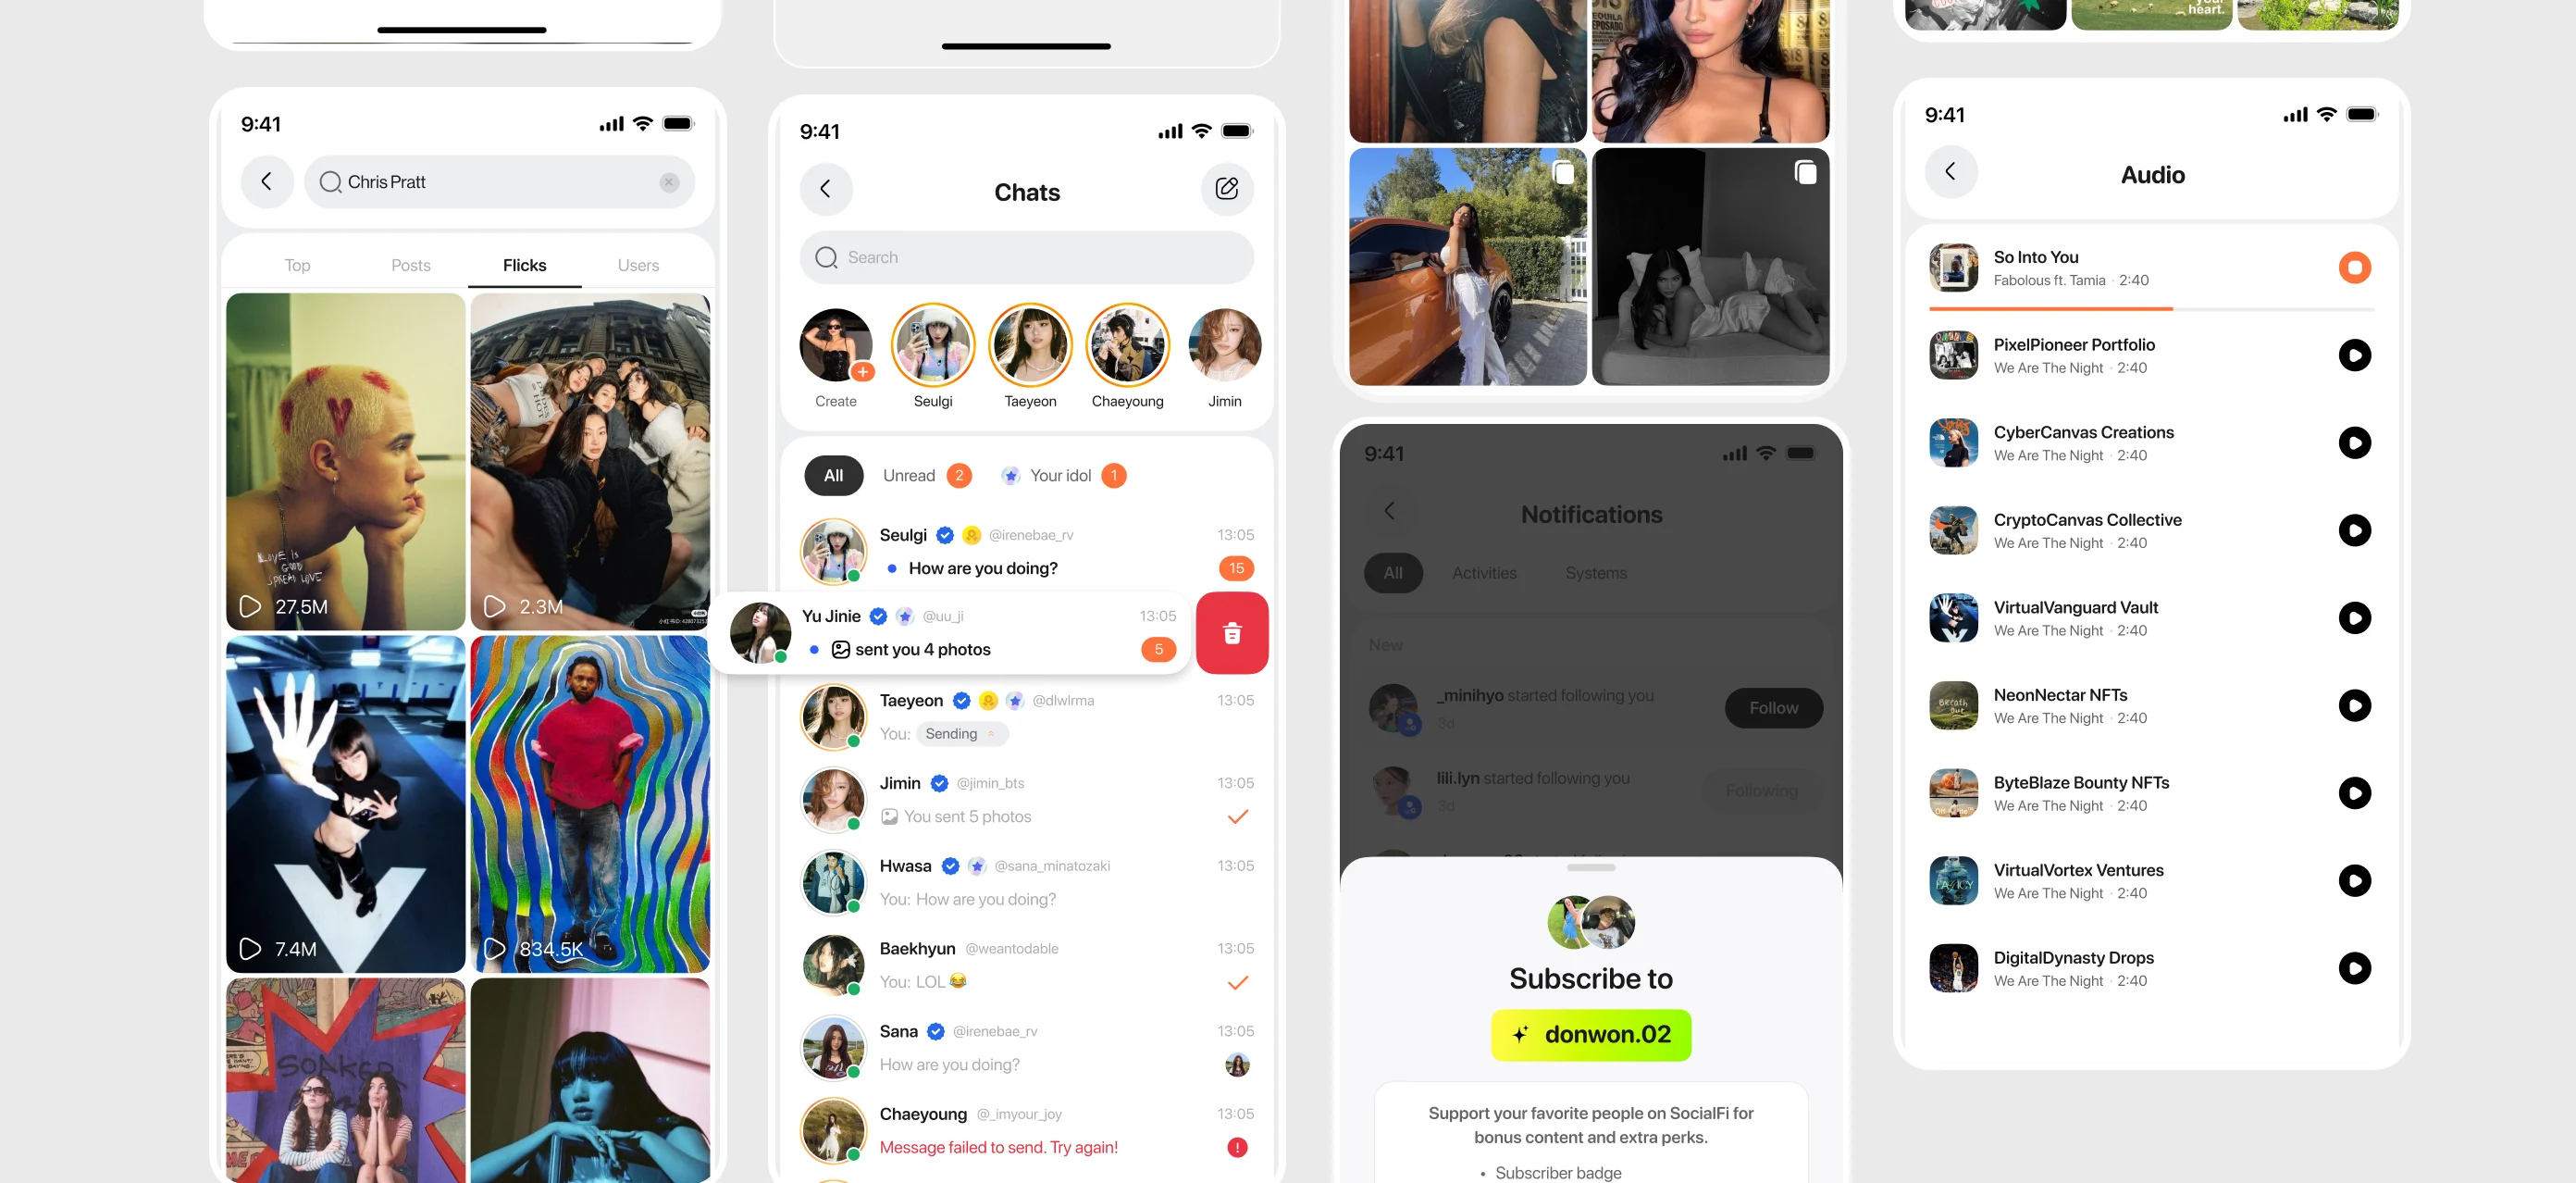 9:41
Chris Pratt
Top
Posts
Flicks
Users
LOVE is
GOOD
SPREAD LOVE
27.5M
2.3M
7.4M
834.5K
SOAKER
9:41
Chats
Search
Create
Seulgi
Taeyeon
Chaeyoung
Jimin
All
Unread 2
Your idol 1
Seulgi @irenebae_rv 13:05
How are you doing? 15
Yu Jinie @uu_ji 13:05
sent you 4 photos 5
Taeyeon @dlwlrma 13:05
You: Sending
Jimin @jimin_bts 13:05
You sent 5 photos
Hwasa @sana_minatozaki 13:05
You: How are you doing?
Baekhyun @weantodable 13:05
You: LOL 😂
Sana @irenebae_rv 13:05
How are you doing?
Chaeyoung @_imyour_joy 13:05
Message failed to send. Try again!
9:41
Notifications
All
Activities
Systems
New
_minihyo started following you
3d
Follow
lili.lyn started following you
3d
Following
Subscribe to
donwon.02
Support your favorite people on SocialFi for
bonus content and extra perks.
• Subscriber badge
your
heart.
9:41
Audio
So Into You
Fabolous ft. Tamia · 2:40
PixelPioneer Portfolio
We Are The Night · 2:40
CyberCanvas Creations
We Are The Night · 2:40
CryptoCanvas Collective
We Are The Night · 2:40
VirtualVanguard Vault
We Are The Night · 2:40
NeonNectar NFTs
We Are The Night · 2:40
ByteBlaze Bounty NFTs
We Are The Night · 2:40
VirtualVortex Ventures
We Are The Night · 2:40
DigitalDynasty Drops
We Are The Night · 2:40